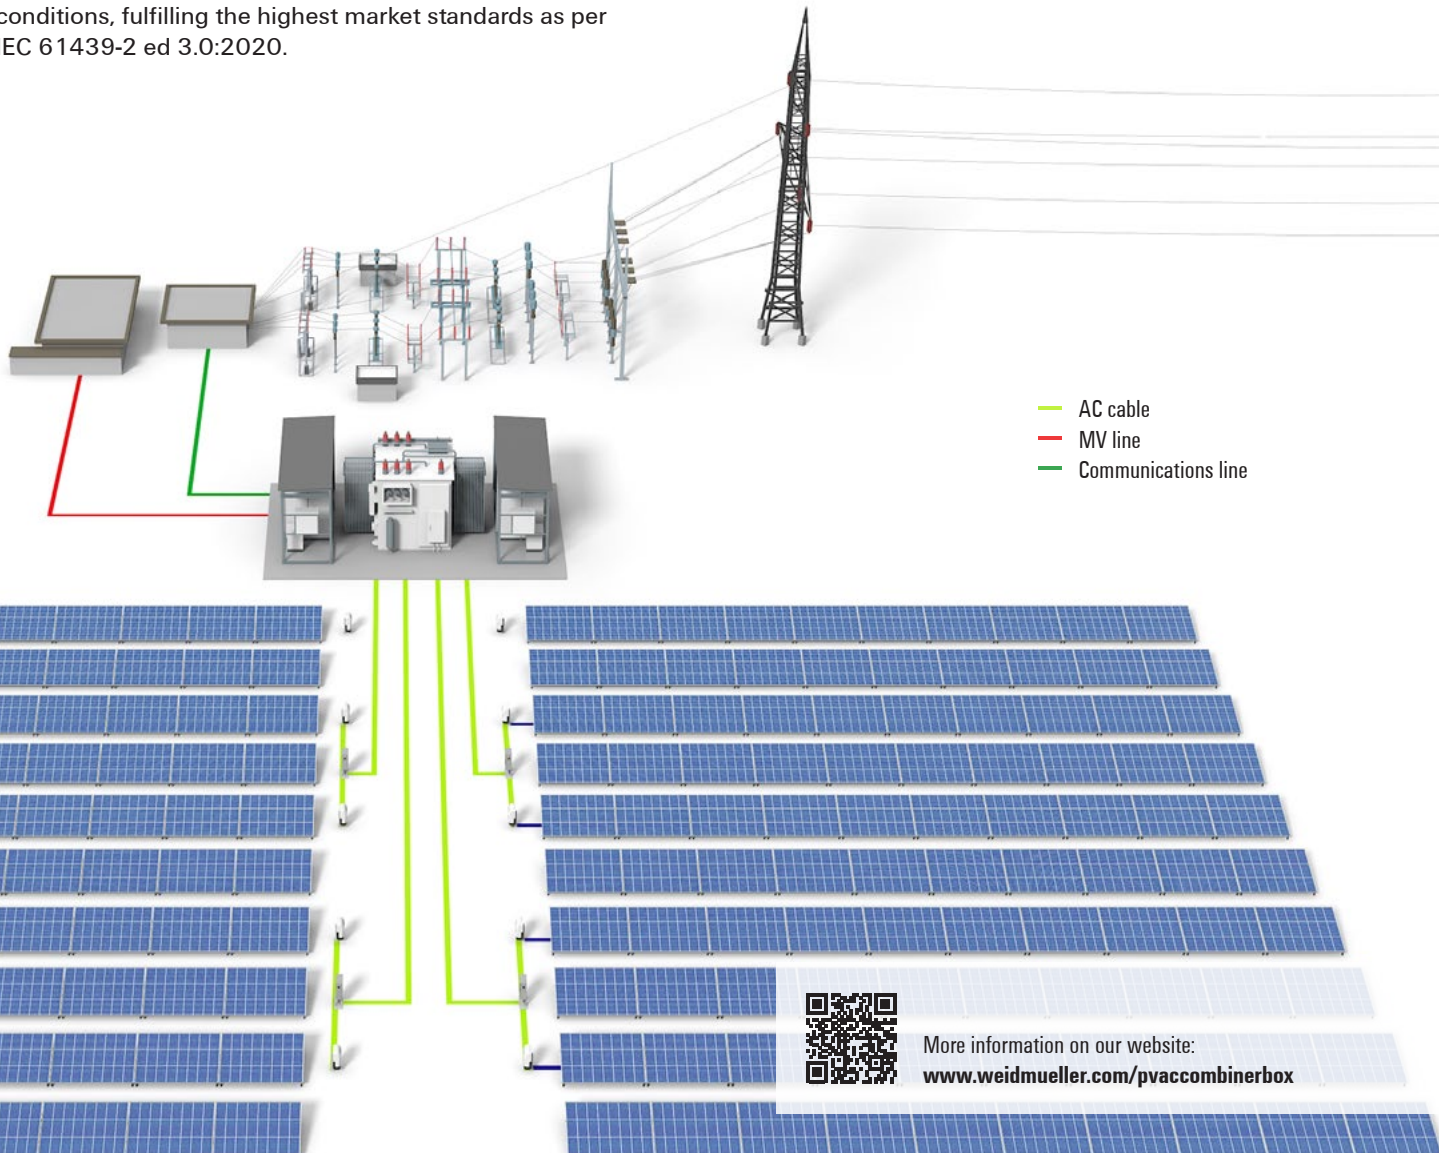 conditions, fulfilling the highest market standards as per
IEC 61439-2 ed 3.0:2020.
AC cable
MV line
Communications line
More information on our website:
www.weidmueller.com/pvaccombinerbox